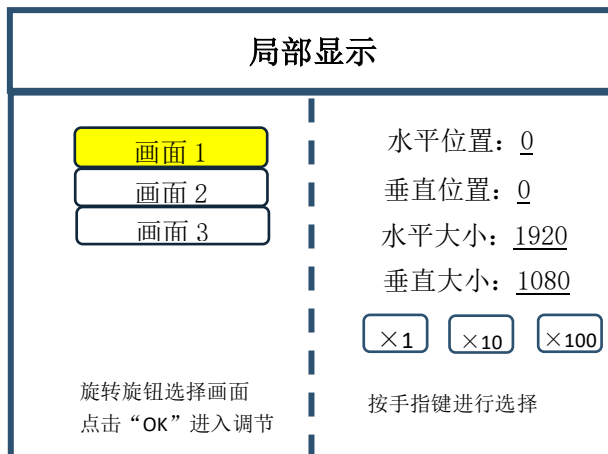 局部显示
画面 1
画面 2
画面 3
旋转旋钮选择画面
点击“OK”进入调节
水平位置：0
垂直位置：0
水平大小：1920
垂直大小：1080
×1 ×10 ×100
按手指键进行选择